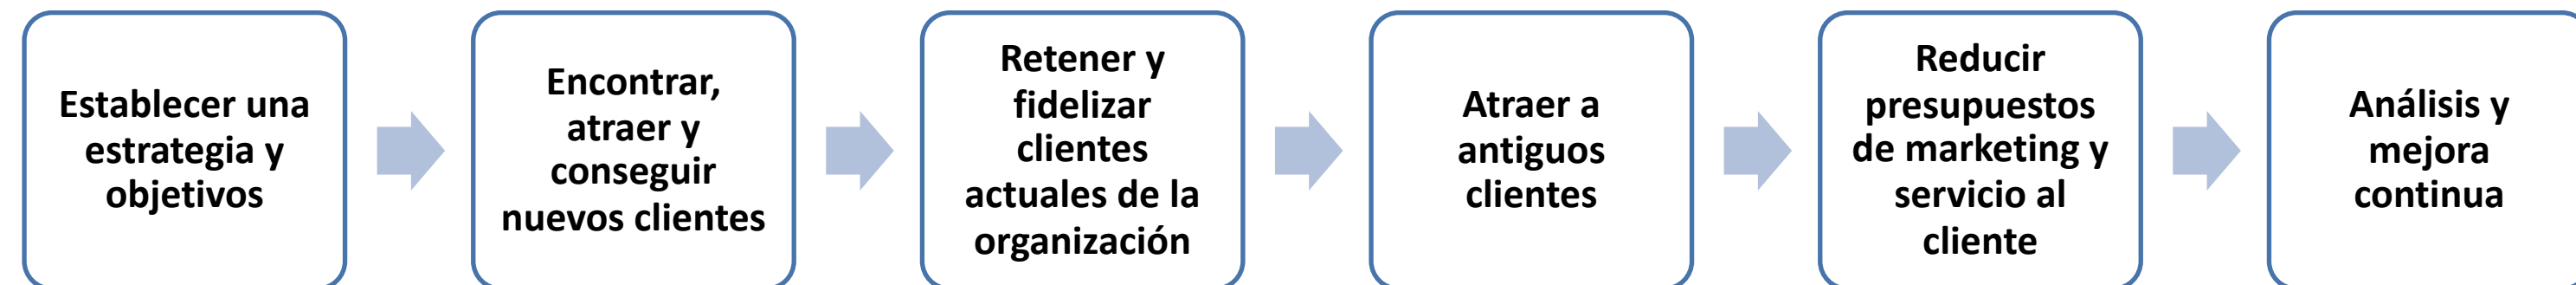 Establecer una
estrategia y
objetivos
Encontrar,
atraer y
conseguir
nuevos clientes
Retener y
fidelizar
clientes
actuales de la
organización
Atraer a
antiguos
clientes
Reducir
presupuestos
de marketing y
servicio al
cliente
Análisis y
mejora
continua